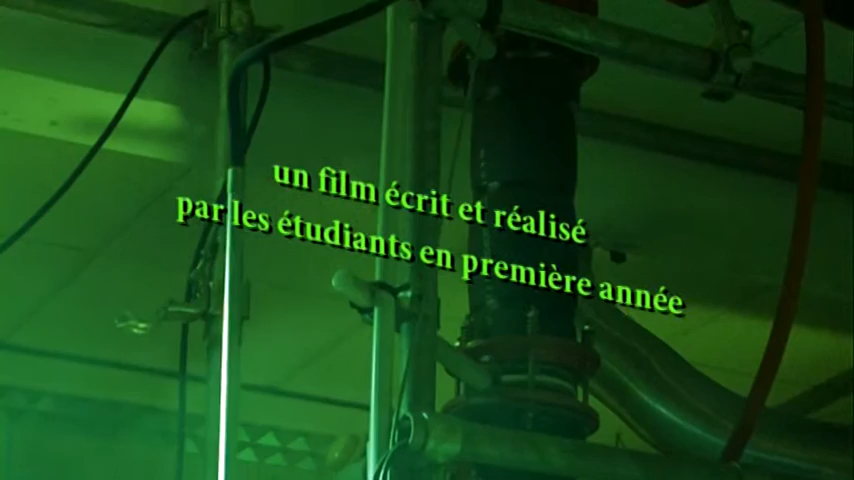 un film écrit et réalisé
par les étudiants en première année